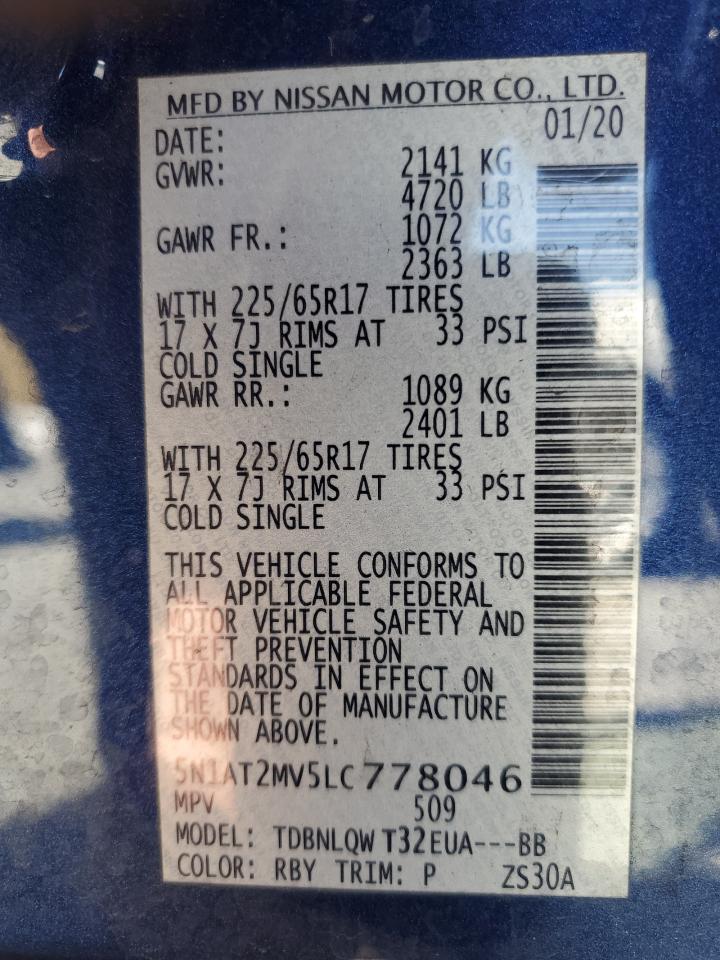 MFD BY NISSAN MOTOR CO., LTD.
DATE: 01/20
GVWR: 2141 KG
4720 LB
GAWR FR.: 1072 KG
2363 LB
WITH 225/65R17 TIRES
17 X 7J RIMS AT 33 PSI
COLD SINGLE
GAWR RR.: 1089 KG
2401 LB
WITH 225/65R17 TIRES
17 X 7J RIMS AT 33 PSI
COLD SINGLE
THIS VEHICLE CONFORMS TO
ALL APPLICABLE FEDERAL
MOTOR VEHICLE SAFETY AND
THEFT PREVENTION
STANDARDS IN EFFECT ON
THE DATE OF MANUFACTURE
SHOWN ABOVE.
5N1AT2MV5LC778046
MPV 509
MODEL: TDBNLQW T32EUA---BB
COLOR: RBY TRIM: P ZS30A